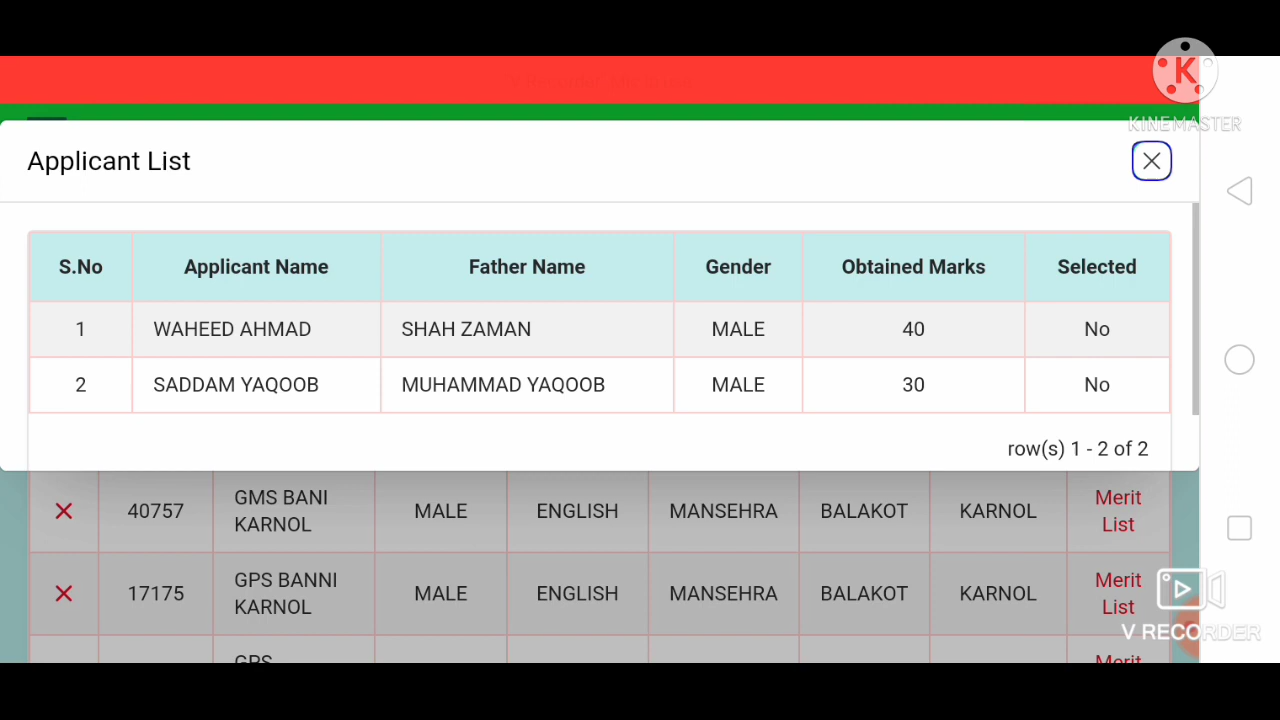 K
KINEMASTER
Applicant List
S.No Applicant Name Father Name Gender Obtained Marks Selected
1 WAHEED AHMAD SHAH ZAMAN MALE 40 No
2 SADDAM YAQOOB MUHAMMAD YAQOOB MALE 30 No
row(s) 1 - 2 of 2
40757 GMS BANI KARNOL MALE ENGLISH MANSEHRA BALAKOT KARNOL Merit List
17175 GPS BANNI KARNOL MALE ENGLISH MANSEHRA BALAKOT KARNOL Merit List
GPS Merit
V RECORDER